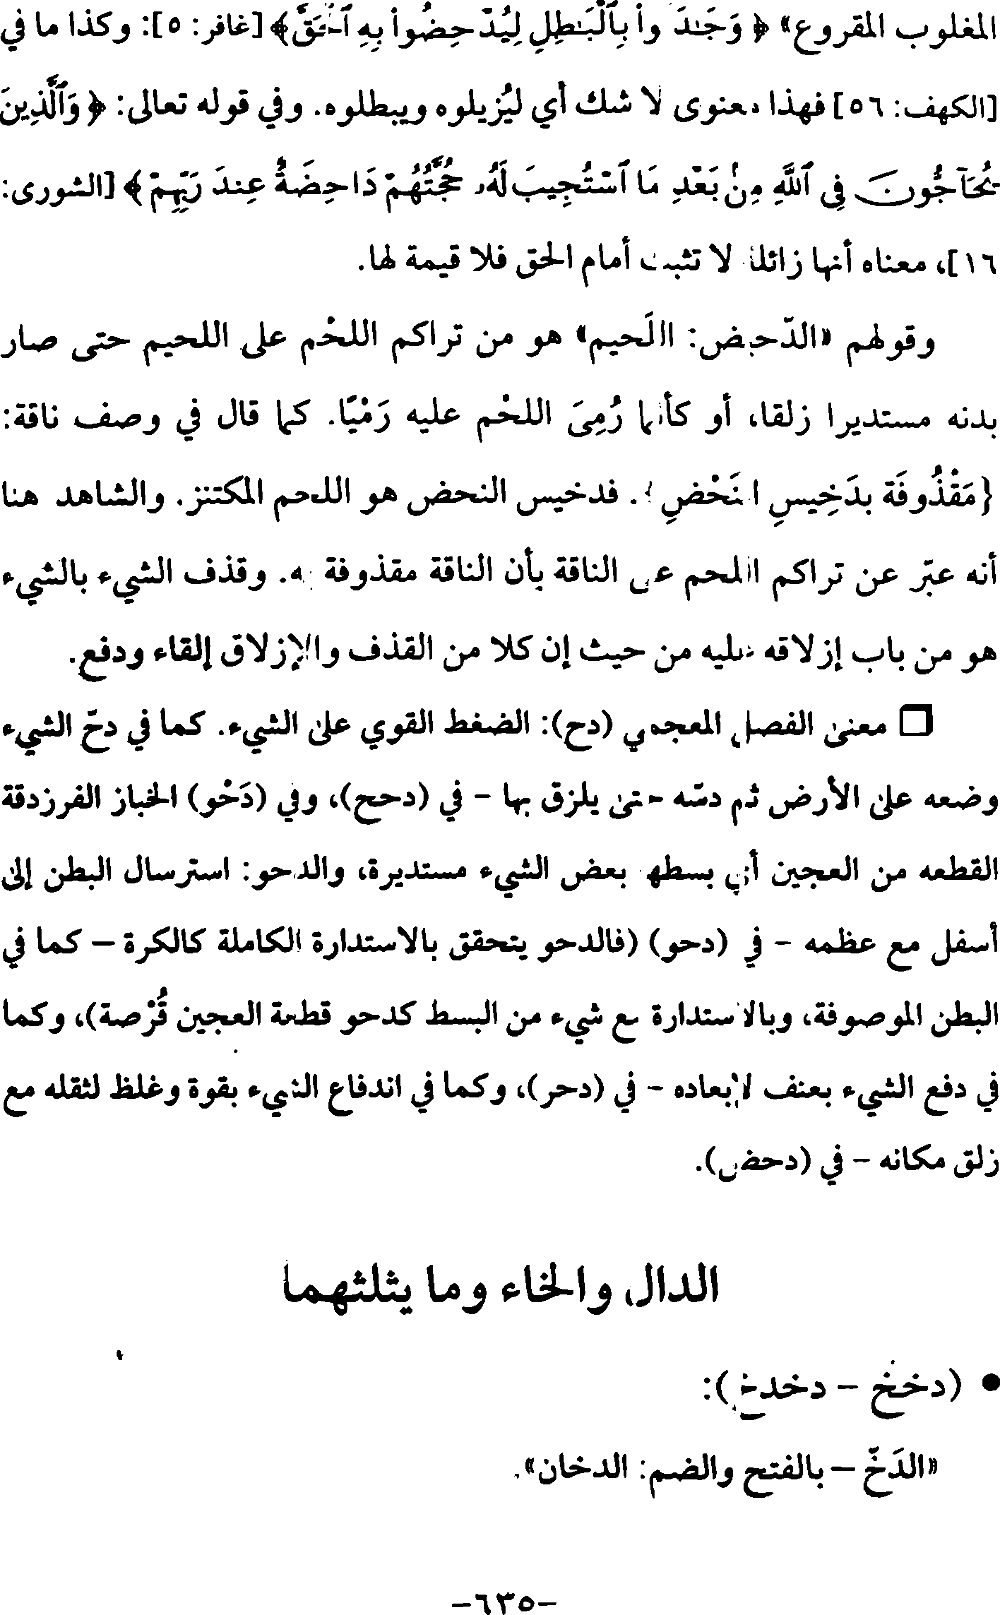 المغلوب المقروع» ﴿ وَجَـٰدَلُوا۟ بِٱلْبَـٰطِلِ لِيُدْحِضُوا۟ بِهِ ٱلْحَقَّ﴾ [غافر: ٥]: وكذا ما في
[الكهف: ٥٦] فهذا معنوى لا شك أي ليُزيلوه ويبطلوه. وفي قوله تعالى: ﴿ وَٱلَّذِينَ
يُحَآجُّونَ فِى ٱللَّهِ مِنۢ بَعْدِ مَا ٱسْتُجِيبَ لَهُۥ حُجَّتُهُمْ دَاحِضَةٌ عِندَ رَبِّهِمْ ﴾ [الشورى:
١٦]، معناه أنها زائلة لا تثبت أمام الحق فلا قيمة لها.
وقولهم «الدّحيض: اللَحيم» هو من تراكم اللحْم على اللحيم حتى صار
بدنه مستديرا زلقا، أو كأنما رُمِىَ اللحْم عليه رَمْيًا. كما قال في وصف ناقة:
{مَقْذُوفَة بدَخِيسِ النَحْضِ}. فدخيس النحض هو اللحم المكتنز. والشاهد هنا
أنه عبّر عن تراكم اللحم على الناقة بأن الناقة مقذوفة به. وقذف الشيء بالشيء
هو من باب إزلاقه عليه من حيث إن كلا من القذف والإزلاق إلقاء ودفع.
❒ معنى الفصل المعجمي (دح): الضغط القوي على الشيء. كما في دحّ الشيء
وضعه على الأرض ثم دسّه حتى يلزق بها – في (دحح)، وفي (دَحْو) الخباز الفرزدقة
القطعه من العجين أي بسطها بعض الشيء مستديرة، والدحو: استرسال البطن إلى
أسفل مع عظمه – في (دحو) (فالدحو يتحقق بالاستدارة الكاملة كالكرة – كما في
البطن الموصوفة، وبالاستدارة مع شيء من البسط كدحو قطعة العجين قُرْصة)، وكما
في دفع الشيء بعنف لإبعاده – في (دحر)، وكما في اندفاع الشيء بقوة وغلظ لثقله مع
زلق مكانه – في (دحض).
الدال والخاء وما يثلثهما
• (دخخ – دخدخ):
«الدَخّ – بالفتح والضم: الدخان».
-٦٣٥-